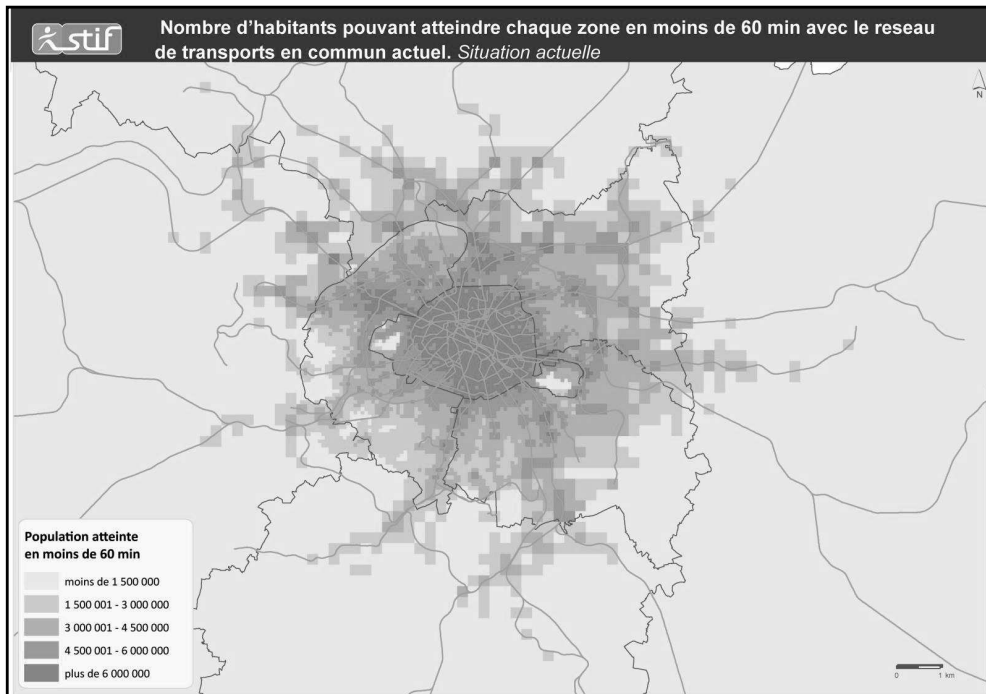 stif
Nombre d'habitants pouvant atteindre chaque zone en moins de 60 min avec le reseau
de transports en commun actuel. Situation actuelle
N
Population atteinte
en moins de 60 min
moins de 1 500 000
1 500 001 - 3 000 000
3 000 001 - 4 500 000
4 500 001 - 6 000 000
plus de 6 000 000
0 1 km